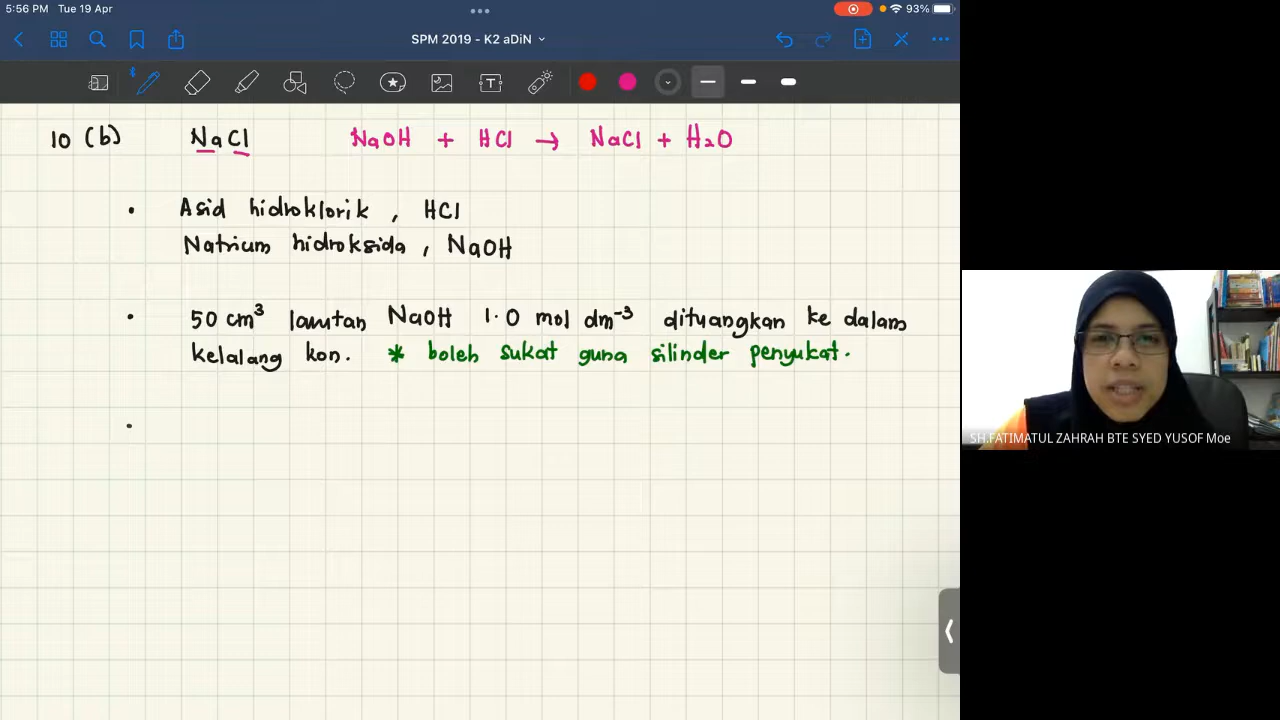 5:56 PM Tue 19 Apr
93%
SPM 2019 - K2 aDiN
10 (b) NaCl NaOH + HCl → NaCl + H₂O
• Asid hidroklorik , HCl
Natrium hidroksida , NaOH
• 50 cm³ larutan NaOH 1.0 mol dm⁻³ dituangkan ke dalam
kelalang kon. * boleh sukat guna silinder penyukat.
•
SH.FATIMATUL ZAHRAH BTE SYED YUSOF Moe